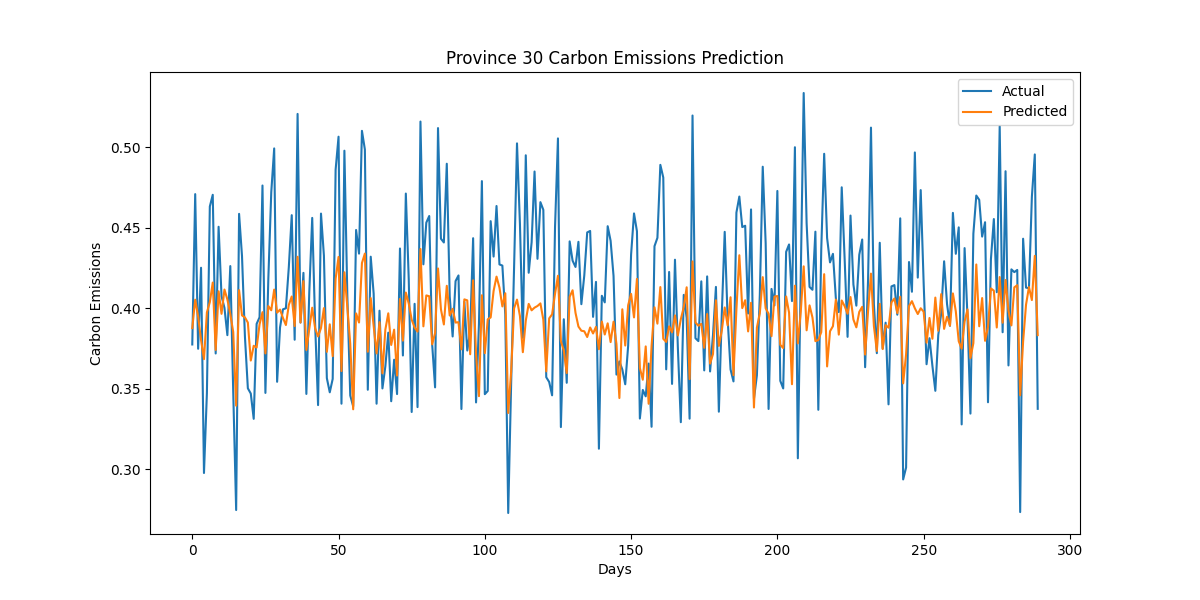 Province 30 Carbon Emissions Prediction
Actual
Predicted
0.50
0.45
0.40
0.35
0.30
Carbon Emissions
0 50 100 150 200 250 300
Days